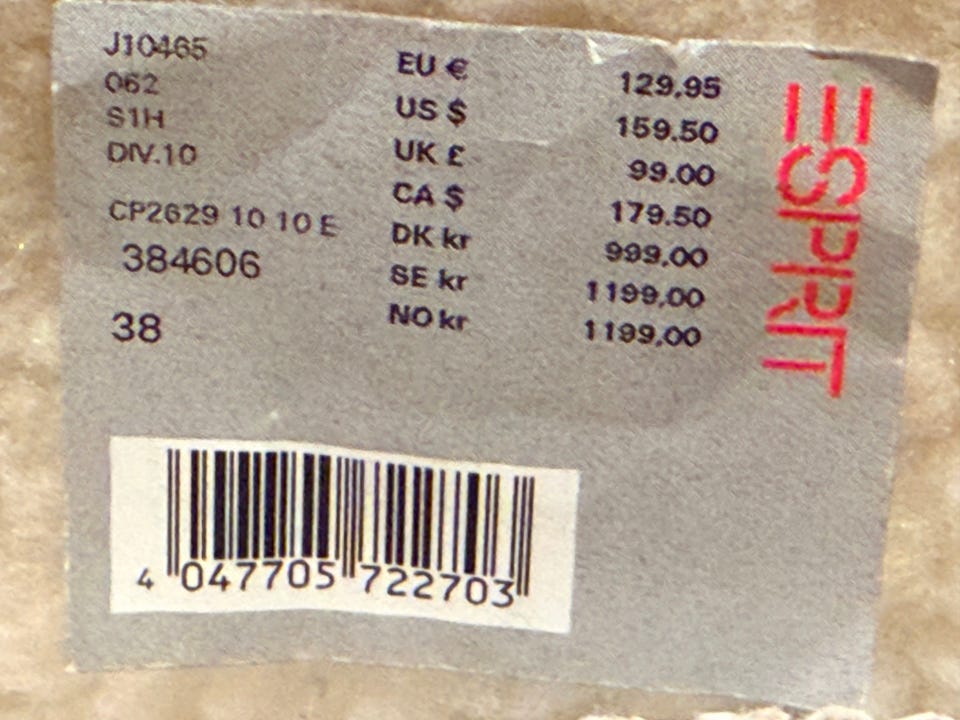 J10465
062
S1H
DIV.10
CP2629 10 10 E
384606
38
EU € 129.95
US $ 159.50
UK £ 99.00
CA $ 179.50
DK kr 999,00
SE kr 1199,00
NO kr 1199,00
ESPRIT
4 047705 722703